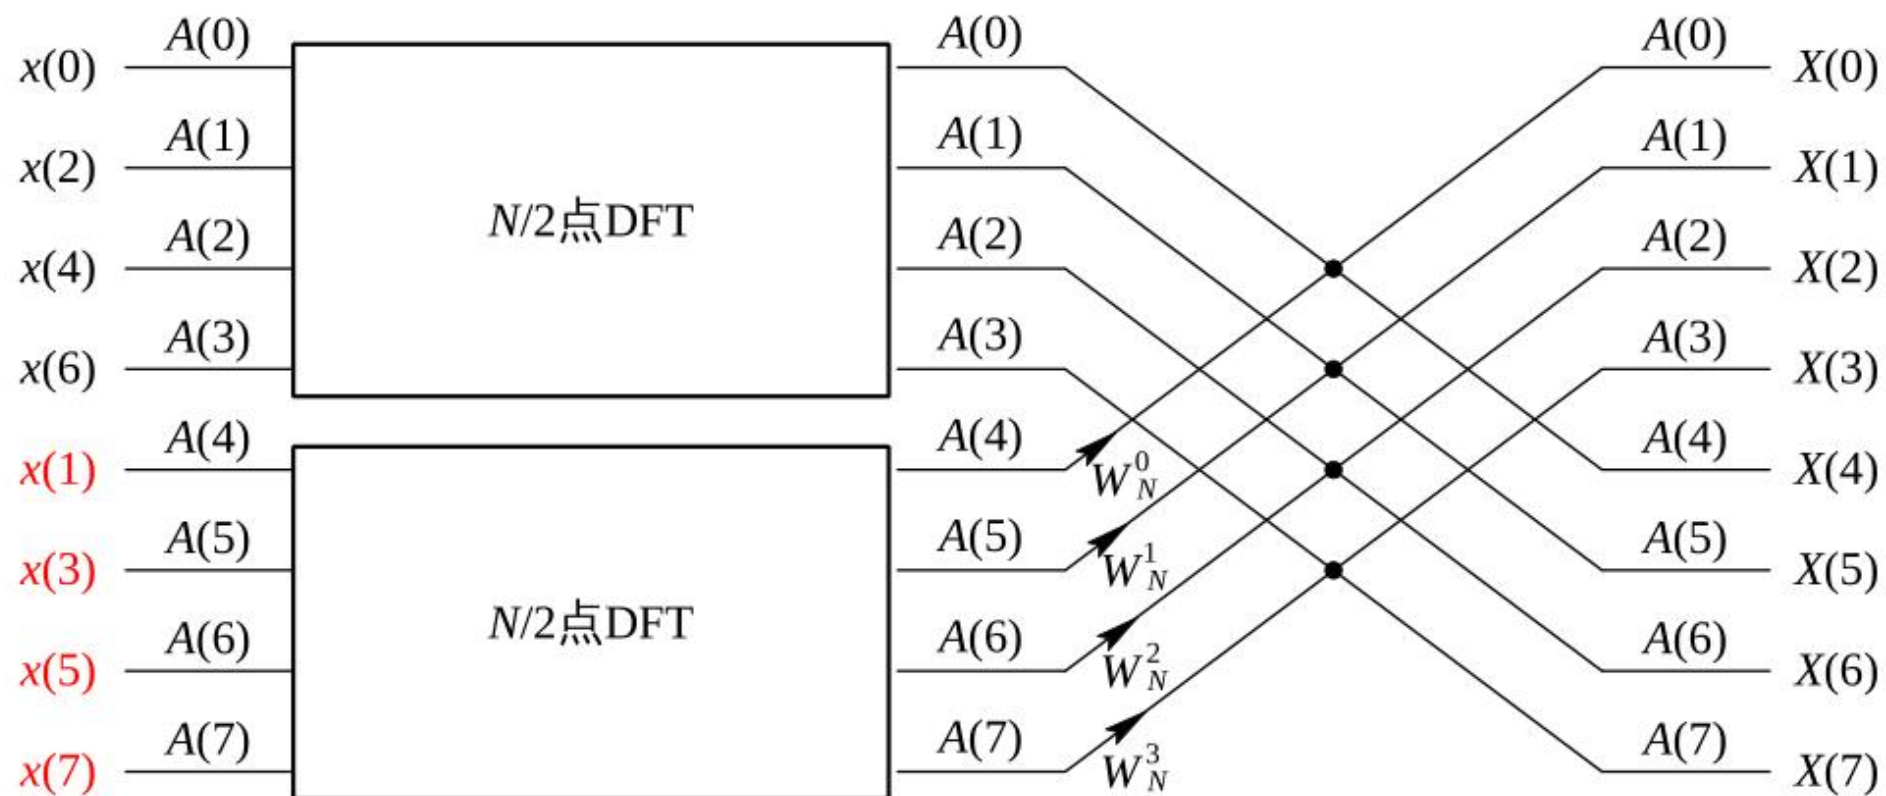 A(0) A(0) A(0)
x(0) X(0)
A(1) A(1) A(1)
x(2) X(1)
N/2点DFT
A(2) A(2) A(2)
x(4) X(2)
A(3) A(3) A(3)
x(6) X(3)
A(4) A(4) A(4)
x(1) W_N^0 X(4)
A(5) A(5) A(5)
x(3) W_N^1 X(5)
N/2点DFT
A(6) A(6) A(6)
x(5) W_N^2 X(6)
A(7) A(7) A(7)
x(7) W_N^3 X(7)